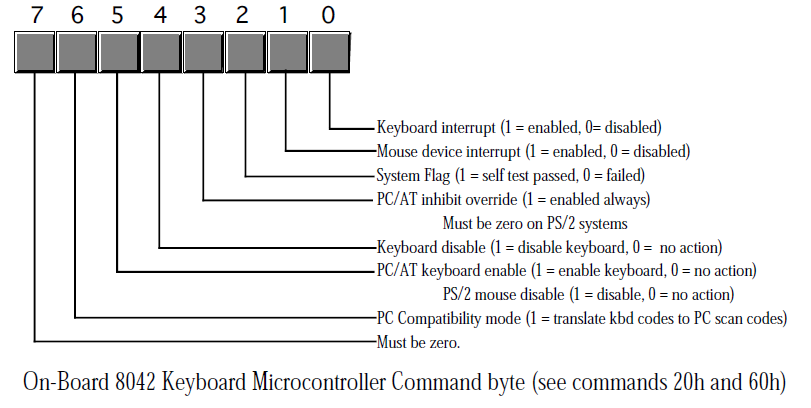 7 6 5 4 3 2 1 0
Keyboard interrupt (1 = enabled, 0= disabled)
Mouse device interrupt (1 = enabled, 0 = disabled)
System Flag (1 = self test passed, 0 = failed)
PC/AT inhibit override (1 = enabled always)
Must be zero on PS/2 systems
Keyboard disable (1 = disable keyboard, 0 = no action)
PC/AT keyboard enable (1 = enable keyboard, 0 = no action)
PS/2 mouse disable (1 = disable, 0 = no action)
PC Compatibility mode (1 = translate kbd codes to PC scan codes)
Must be zero.
On-Board 8042 Keyboard Microcontroller Command byte (see commands 20h and 60h)